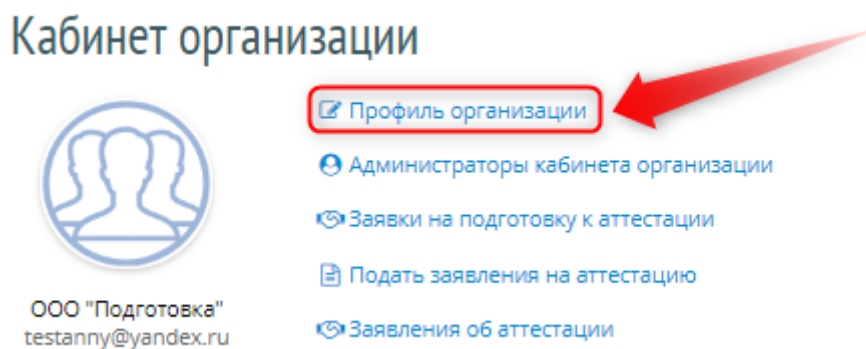 Кабинет организации
Профиль организации
Администраторы кабинета организации
Заявки на подготовку к аттестации
Подать заявления на аттестацию
Заявления об аттестации
ООО "Подготовка"
testanny@yandex.ru